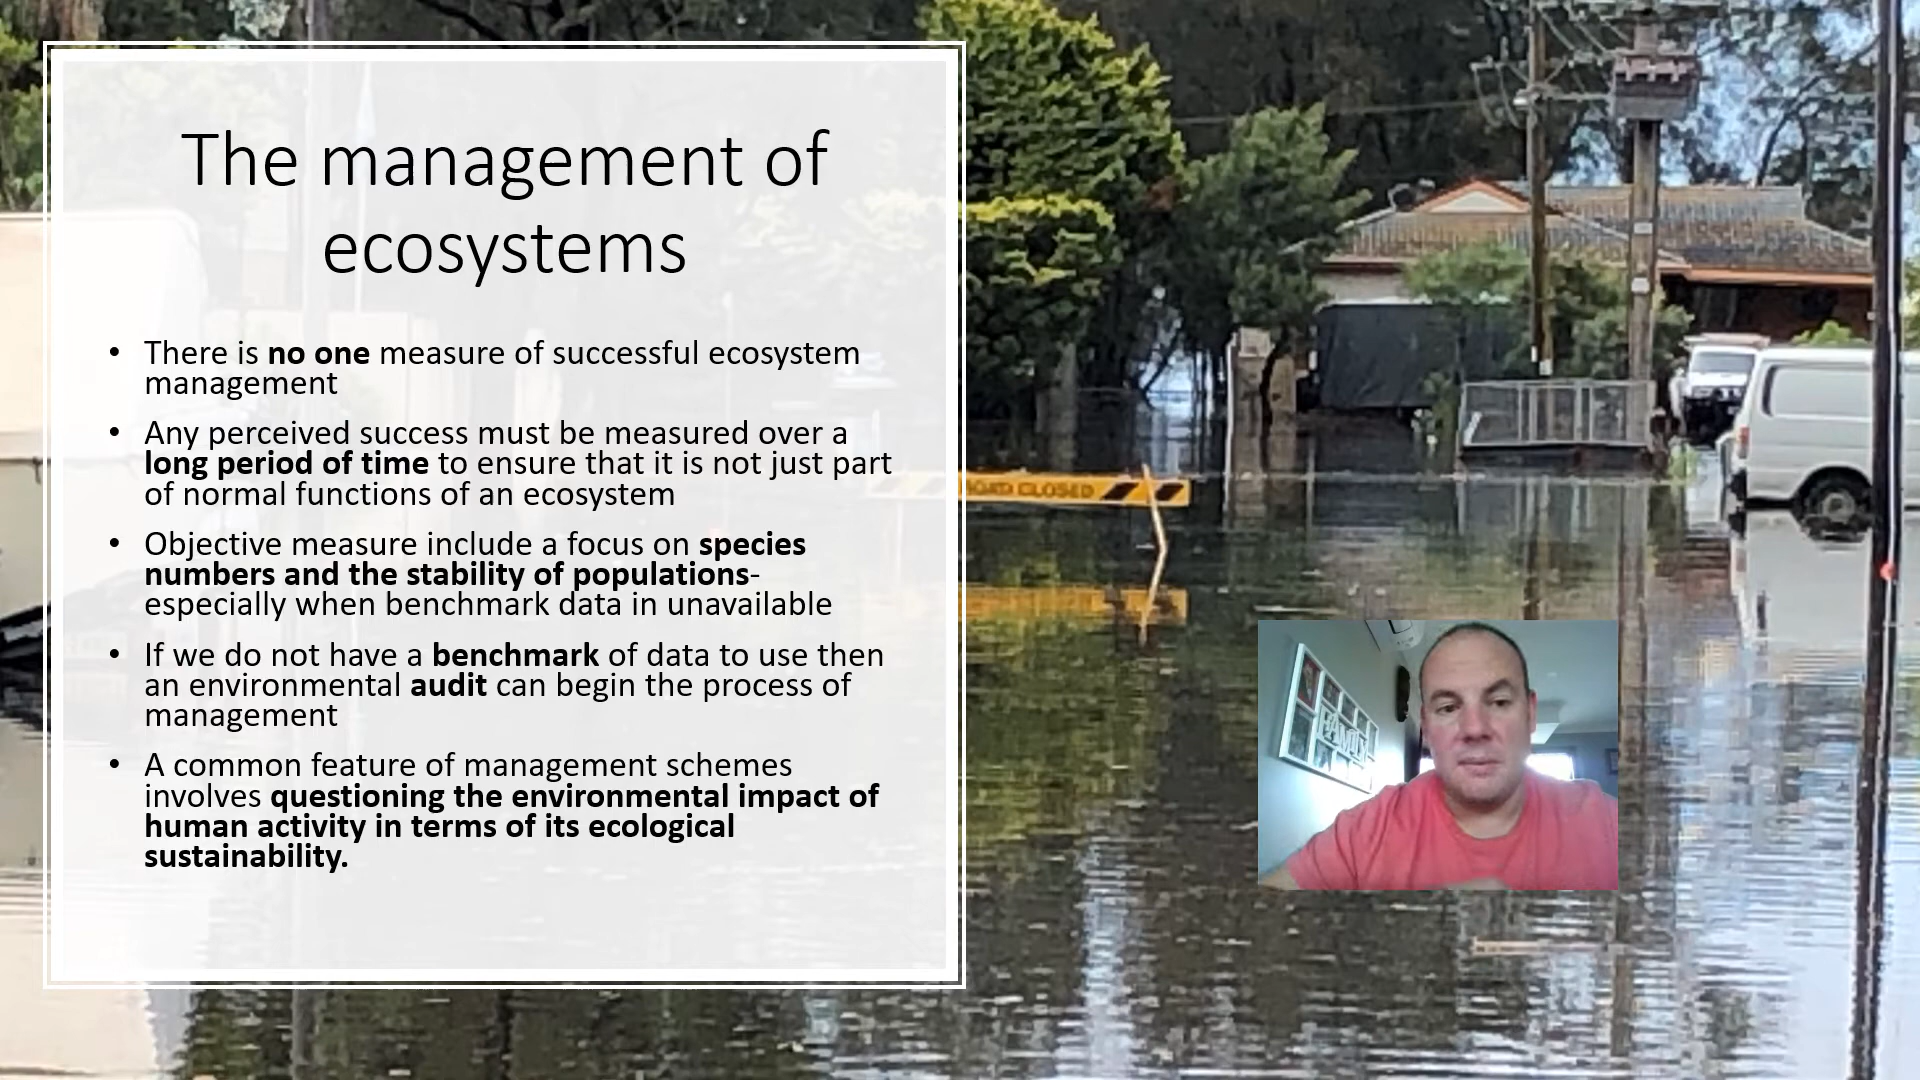 The management of
ecosystems
• There is no one measure of successful ecosystem
management
• Any perceived success must be measured over a
long period of time to ensure that it is not just part
of normal functions of an ecosystem
• Objective measure include a focus on species
numbers and the stability of populations-
especially when benchmark data in unavailable
• If we do not have a benchmark of data to use then
an environmental audit can begin the process of
management
• A common feature of management schemes
involves questioning the environmental impact of
human activity in terms of its ecological
sustainability.
ROAD CLOSED
FAMILY